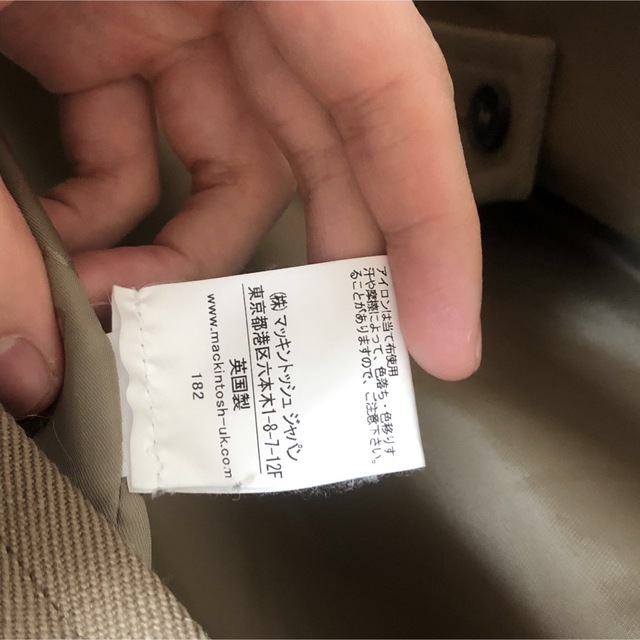 アイロンは当て布使用
汗や摩擦によって、色落ち・色移りす
ることがありますので、ご注意下さい。
(株) マッキントッシュ ジャパン
東京都港区六本木1-8-7-12F
英国製
www.mackintosh-uk.com
182